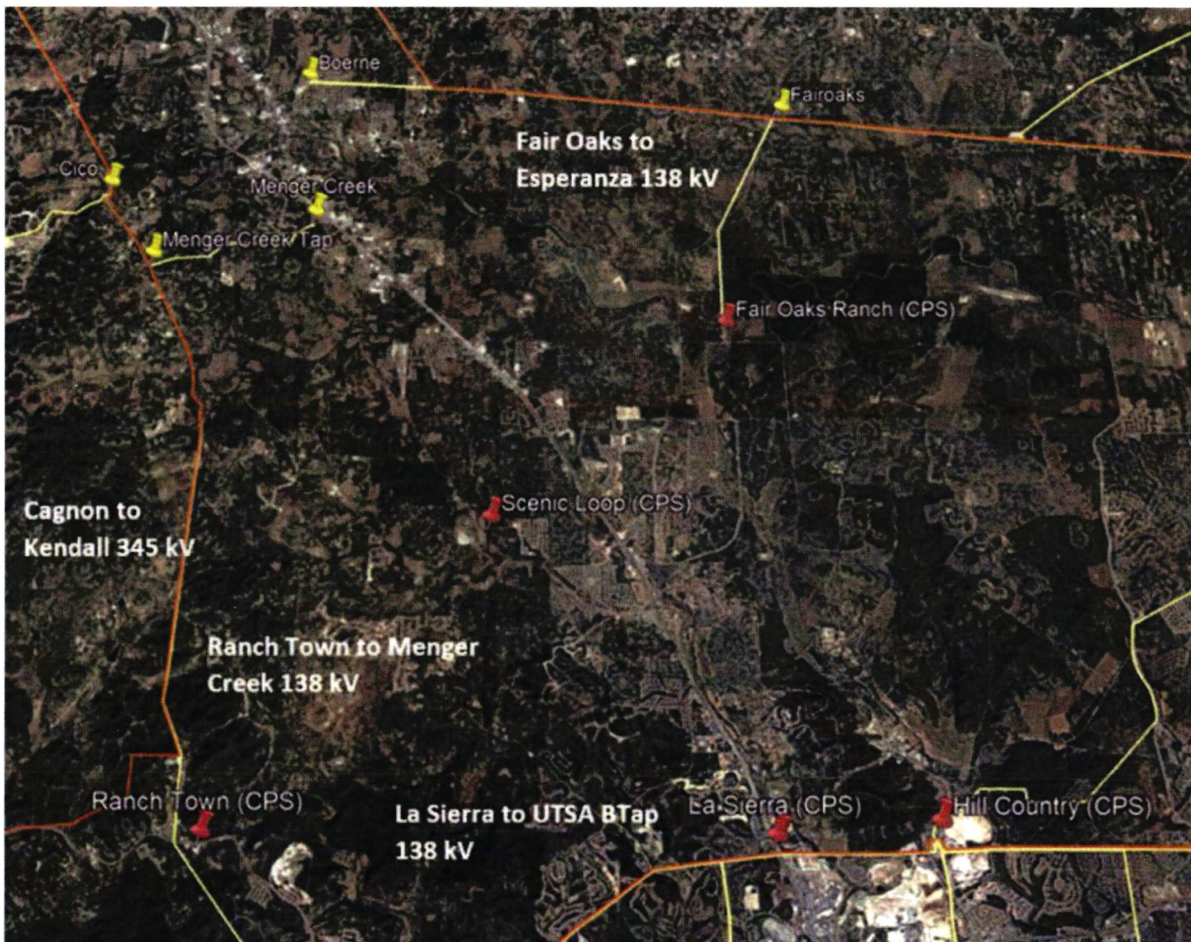 Boerne
Fairoaks
Fair Oaks to
Esperanza 138 kV
Cico
Menger Creek
Menger Creek Tap
Fair Oaks Ranch (CPS)
Scenic Loop (CPS)
Cagnon to
Kendall 345 kV
Ranch Town to Menger
Creek 138 kV
Ranch Town (CPS)
La Sierra to UTSA BTap
138 kV
La Sierra (CPS)
Hill Country (CPS)